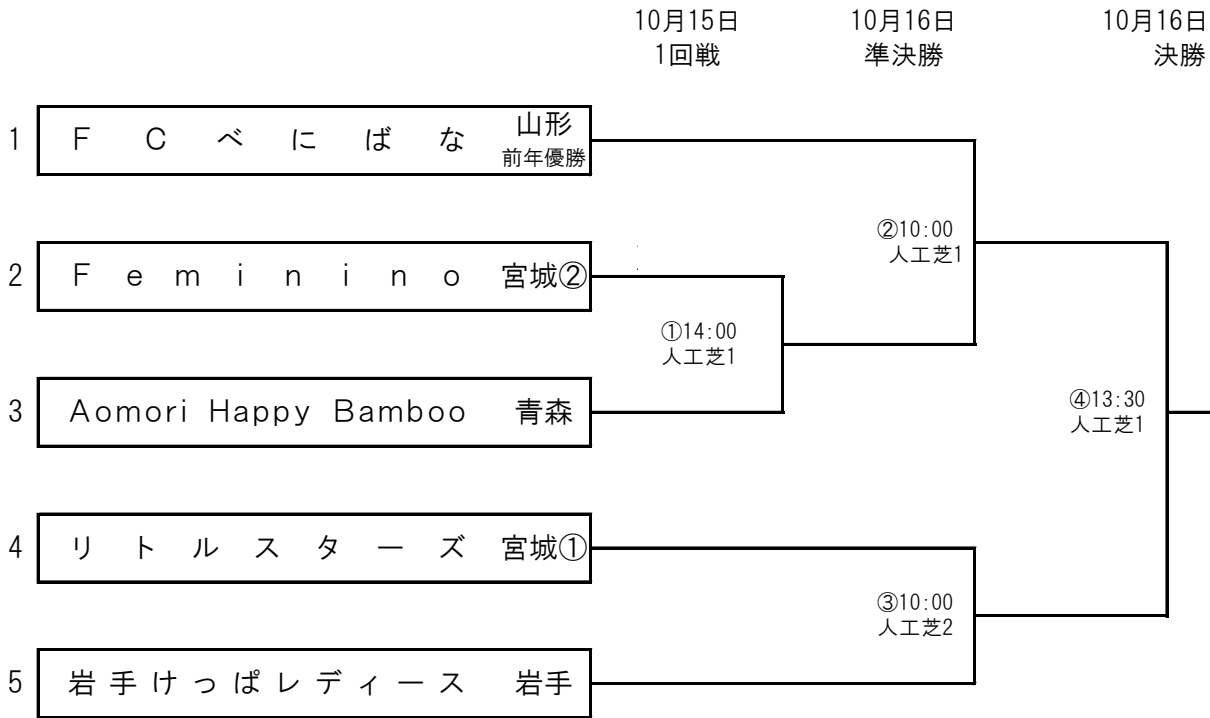 10月15日 10月16日 10月16日
1回戦 準決勝 決勝
1 FCべにばな 山形
前年優勝
②10:00
人工芝1
2 Feminino 宮城②
①14:00
人工芝1
3 Aomori Happy Bamboo 青森
④13:30
人工芝1
4 リトルスターズ 宮城①
③10:00
人工芝2
5 岩手けっぱレディース 岩手